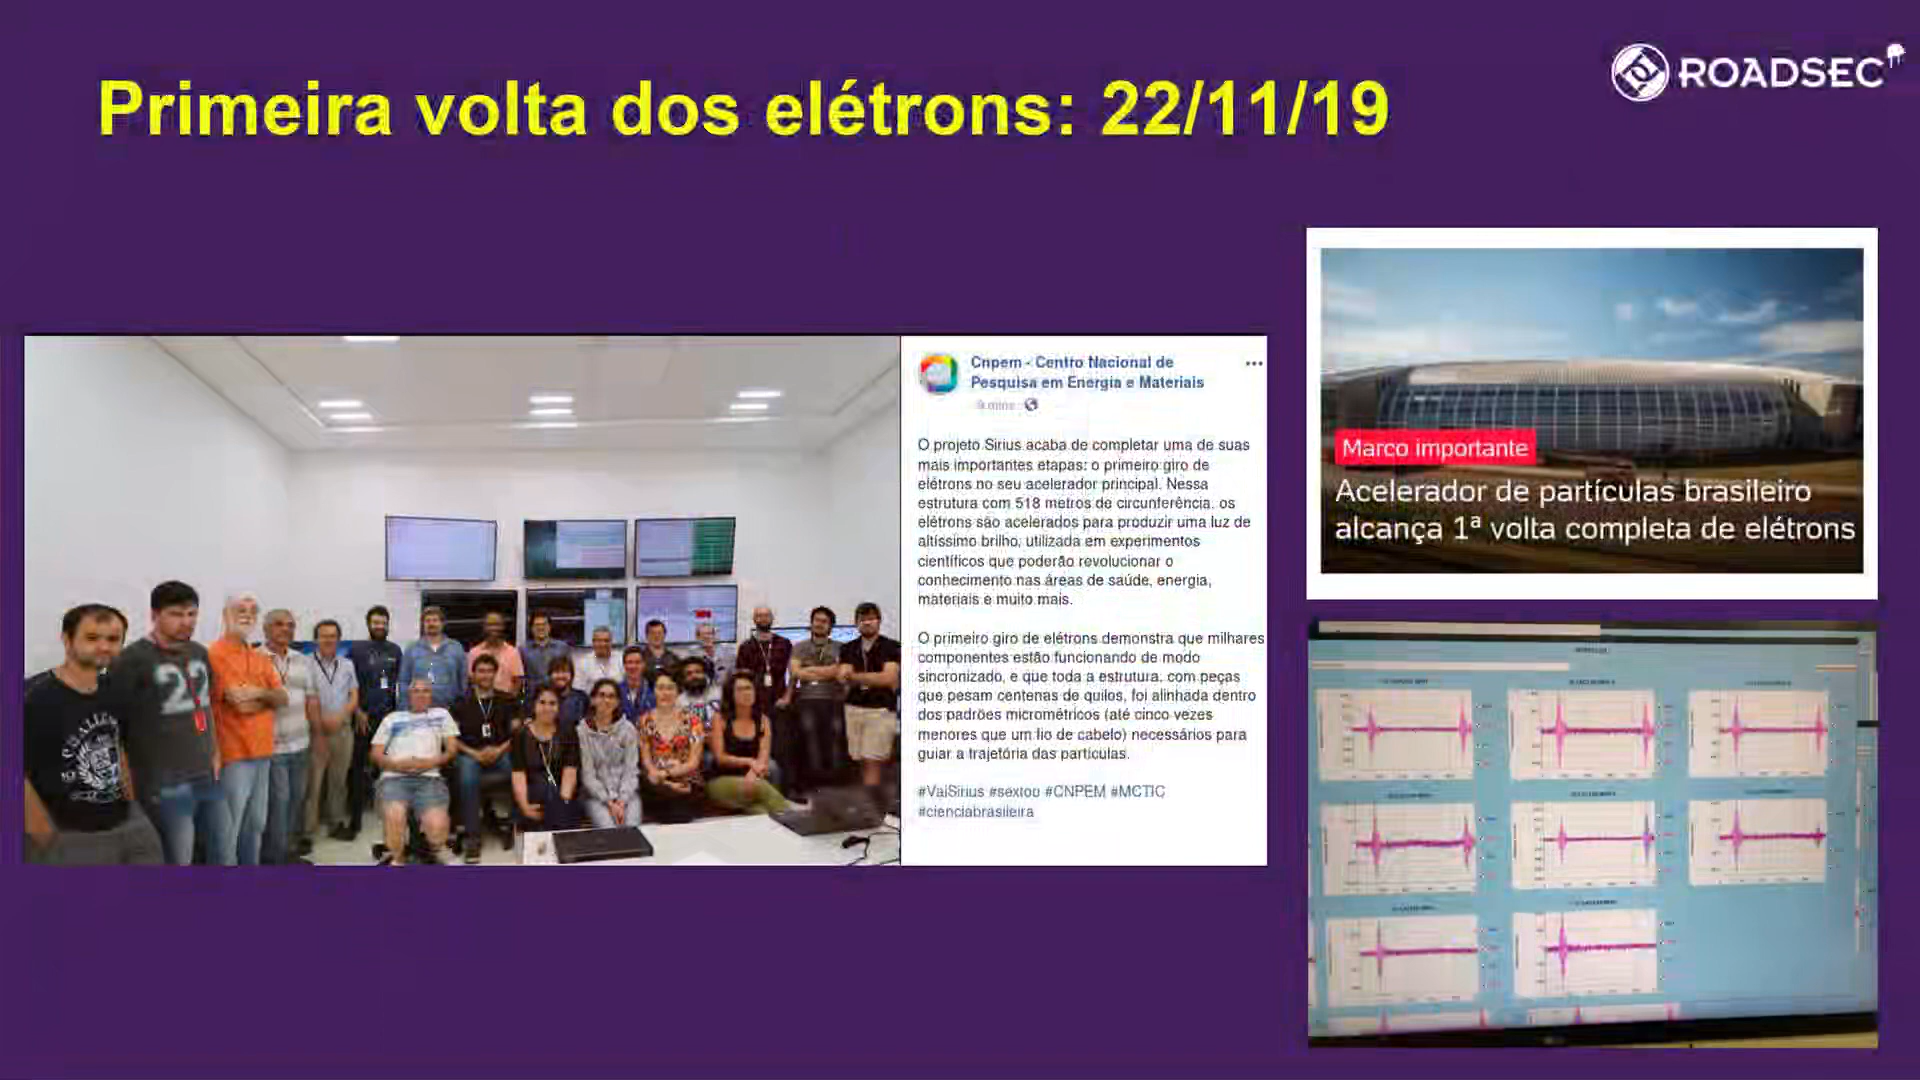 Primeira volta dos elétrons: 22/11/19
ROADSEC
Cnpem - Centro Nacional de
Pesquisa em Energia e Materiais
9 mins
O projeto Sirius acaba de completar uma de suas
mais importantes etapas: o primeiro giro de
elétrons no seu acelerador principal. Nessa
estrutura com 518 metros de circunferência, os
elétrons são acelerados para produzir uma luz de
altíssimo brilho, utilizada em experimentos
científicos que poderão revolucionar o
conhecimento nas áreas de saúde, energia,
materiais e muito mais.
O primeiro giro de elétrons demonstra que milhares
componentes estão funcionando de modo
sincronizado, e que toda a estrutura, com peças
que pesam centenas de quilos, foi alinhada dentro
dos padrões micrométricos (até cinco vezes
menores que um fio de cabelo) necessários para
guiar a trajetória das partículas.
#VaiSirius #sextou #CNPEM #MCTIC
#cienciabrasileira
Marco importante
Acelerador de partículas brasileiro
alcança 1ª volta completa de elétrons
22